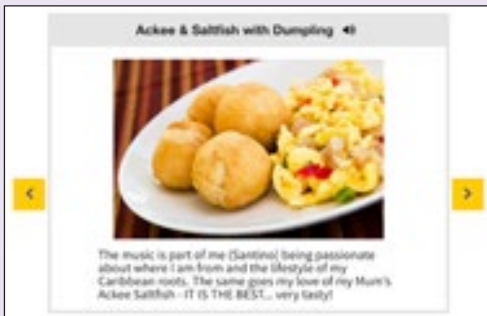 Ackee & Saltfish with Dumpling
The music is part of me (Santino) being passionate
about where I am from and the lifestyle of my
Caribbean roots. The same goes my love of my Mum's
Ackee Saltfish - IT IS THE BEST... very tasty!